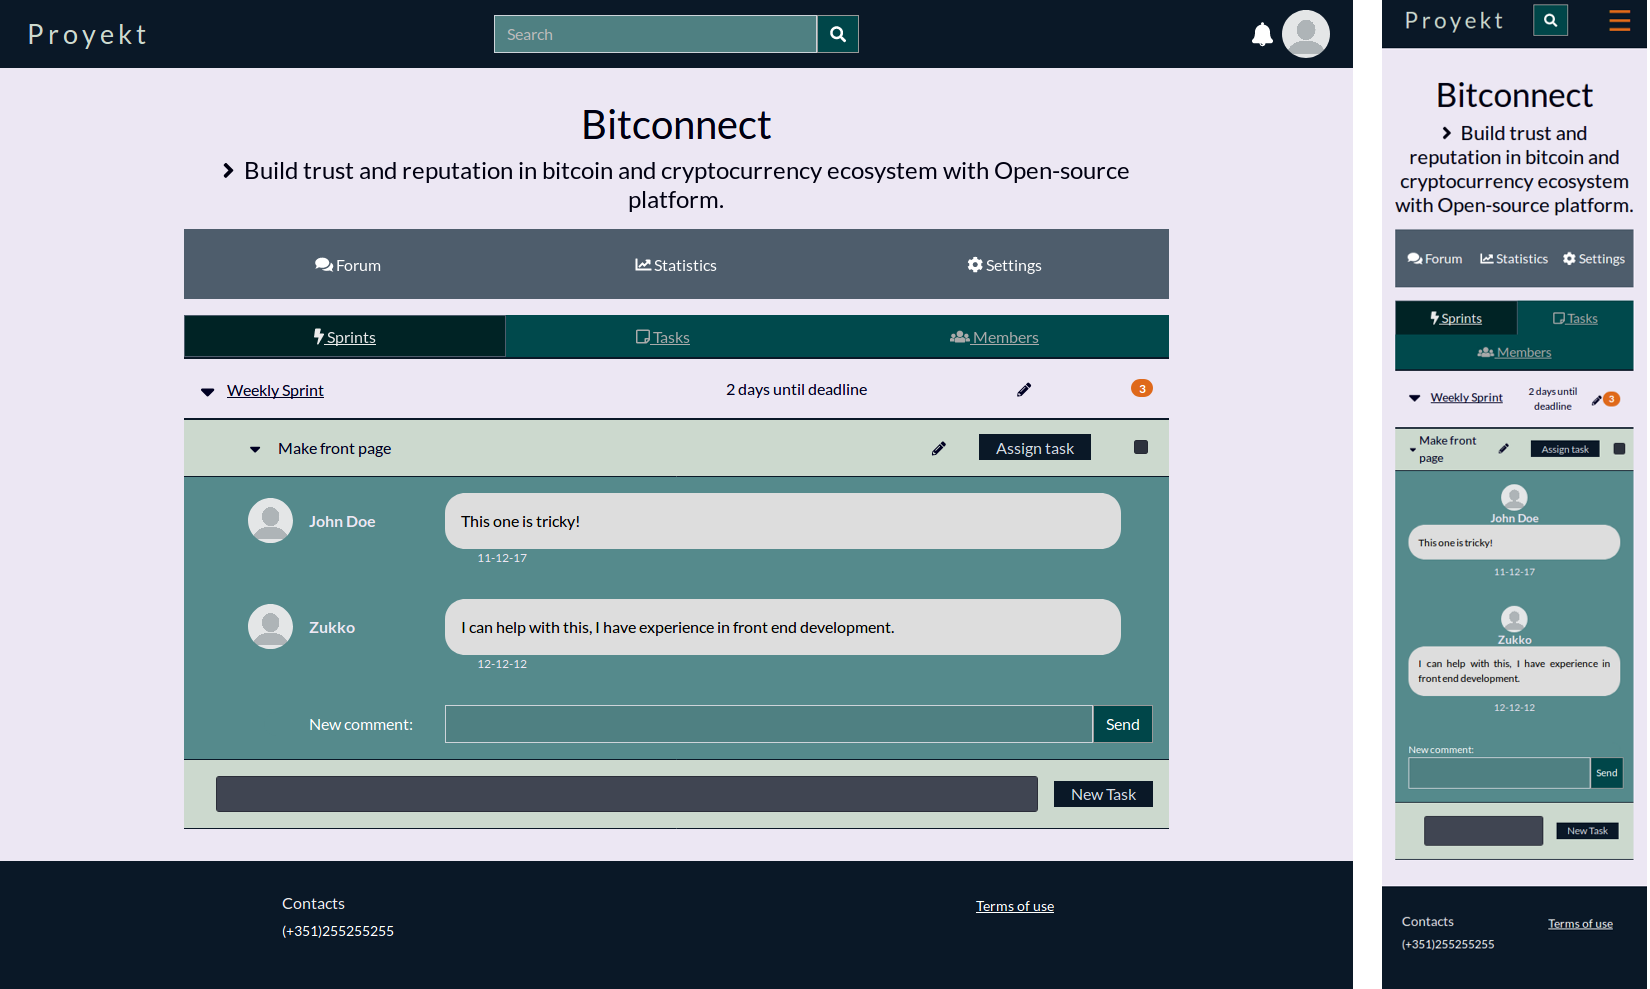 Proyekt
Search
Bitconnect
Build trust and reputation in bitcoin and cryptocurrency ecosystem with Open-source
platform.
Forum Statistics Settings
Sprints Tasks Members
Weekly Sprint 2 days until deadline 3
Make front page Assign task
John Doe This one is tricky!
11-12-17
Zukko I can help with this, I have experience in front end development.
12-12-12
New comment: Send
New Task
Contacts Terms of use
(+351)255255255
Proyekt
Bitconnect
Build trust and
reputation in bitcoin and
cryptocurrency ecosystem
with Open-source platform.
Forum Statistics Settings
Sprints Tasks
Members
Weekly Sprint 2 days until
deadline 3
Make front
page Assign task
John Doe
This one is tricky!
11-12-17
Zukko
I can help with this, I have experience in
front end development.
12-12-12
New comment:
Send
New Task
Contacts Terms of use
(+351)255255255